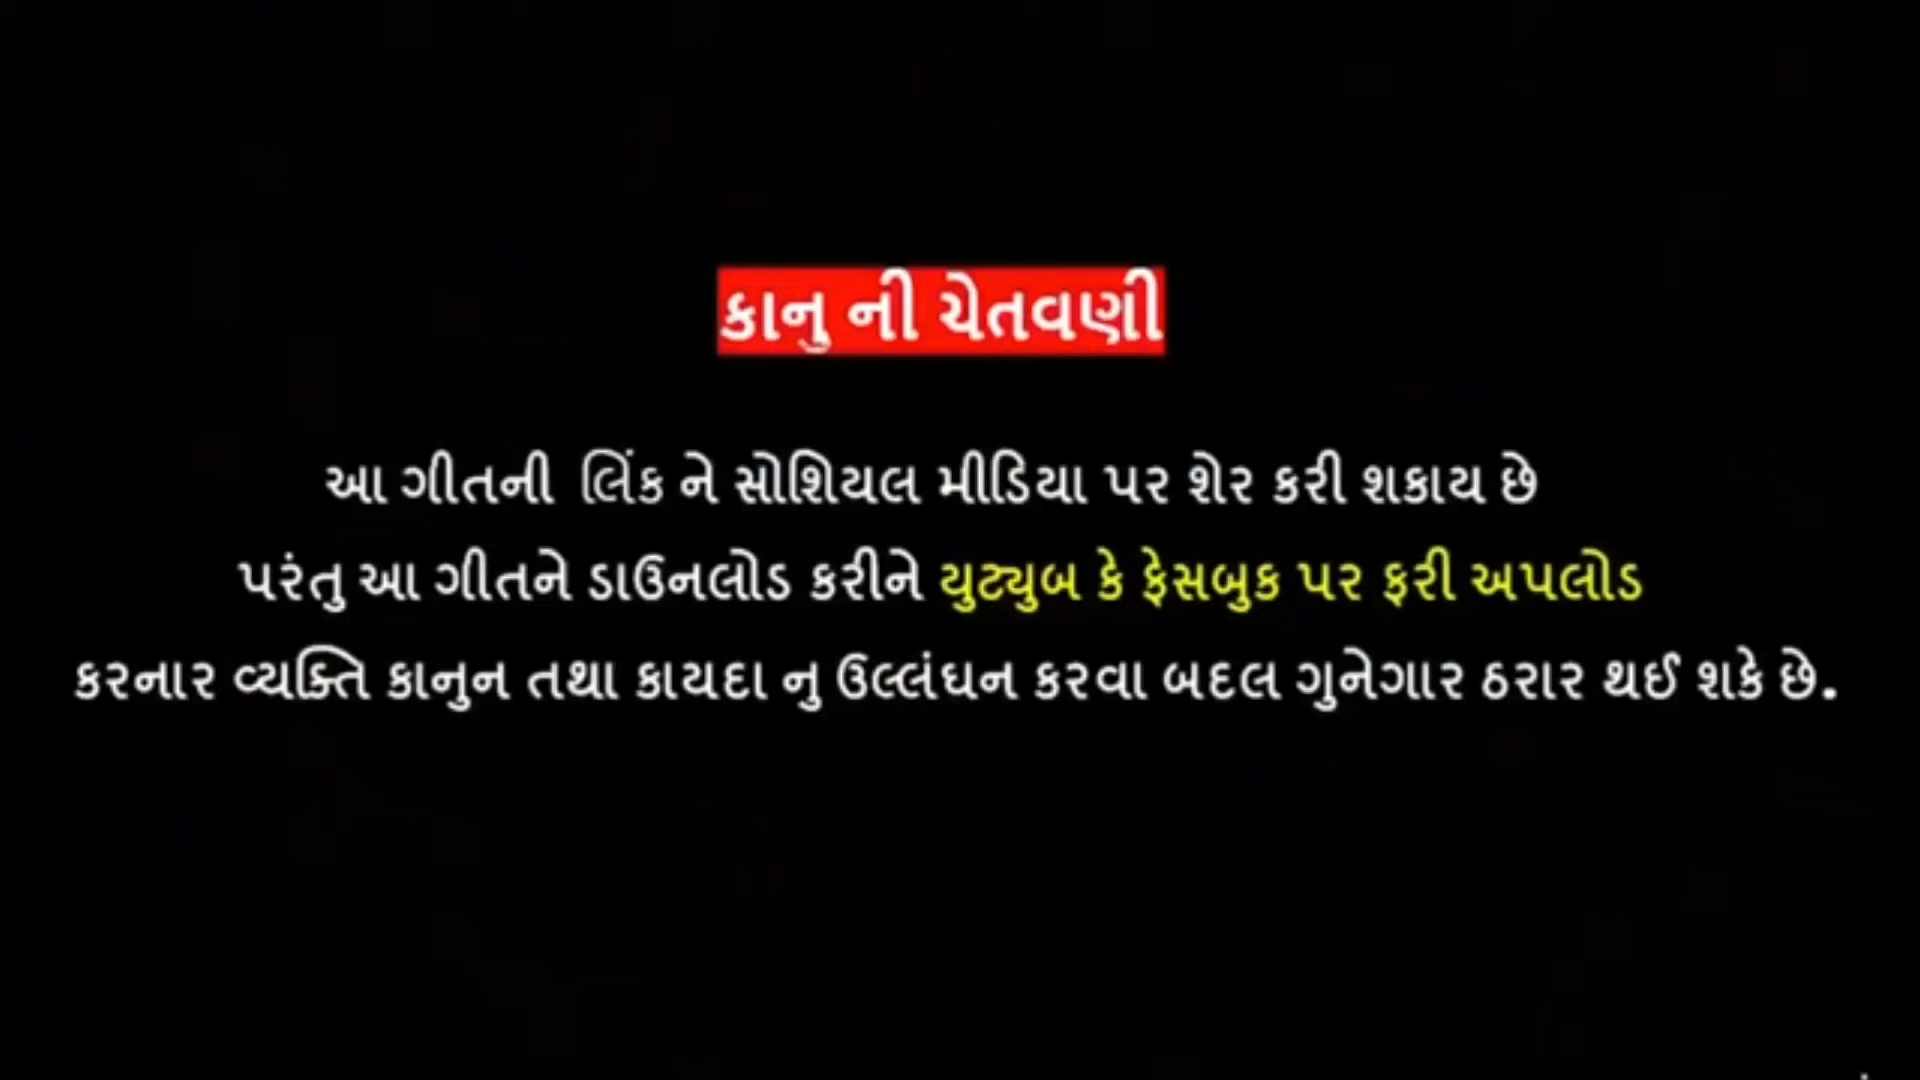 કાનુ ની ચેતવણી
આ ગીતની લિંક ને સોશિયલ મીડિયા પર શેર કરી શકાય છે
પરંતુ આ ગીતને ડાઉનલોડ કરીને યુટ્યુબ કે ફેસબુક પર ફરી અપલોડ
કરનાર વ્યક્તિ કાનુન તથા કાયદા નુ ઉલ્લંઘન કરવા બદલ ગુનેગાર ઠરાર થઈ શકે છે.